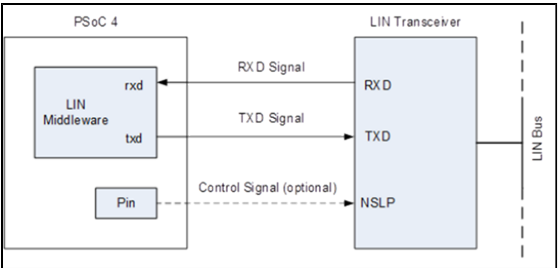 PSoC 4
LIN Transceiver
RXD Signal
rxd
RXD
LIN
Middleware
TXD Signal
txd
TXD
LIN Bus
Control Signal (optional)
Pin
NSLP